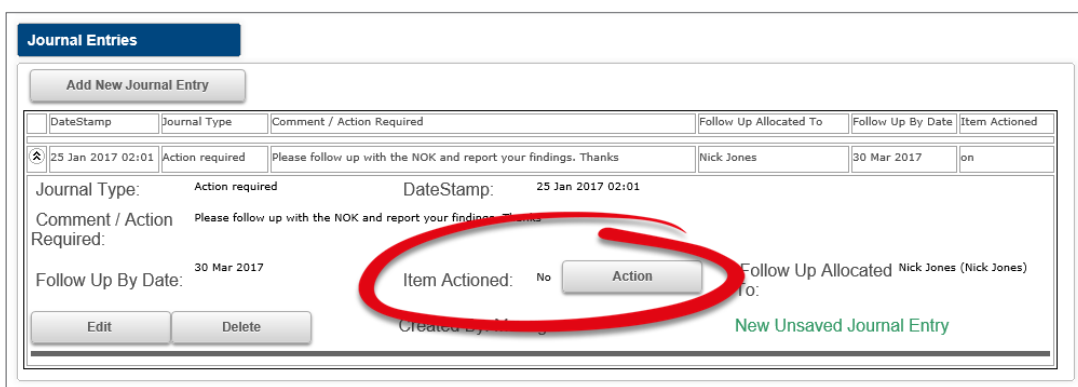 Journal Entries
Add New Journal Entry
DateStamp Journal Type Comment / Action Required Follow Up Allocated To Follow Up By Date Item Actioned
25 Jan 2017 02:01 Action required Please follow up with the NOK and report your findings. Thanks Nick Jones 30 Mar 2017 on
Journal Type: Action required DateStamp: 25 Jan 2017 02:01
Comment / Action Required: Please follow up with the NOK and report your findings. Thanks
Follow Up By Date: 30 Mar 2017 Item Actioned: No Action Follow Up Allocated To: Nick Jones (Nick Jones)
Edit Delete Created By: New Unsaved Journal Entry